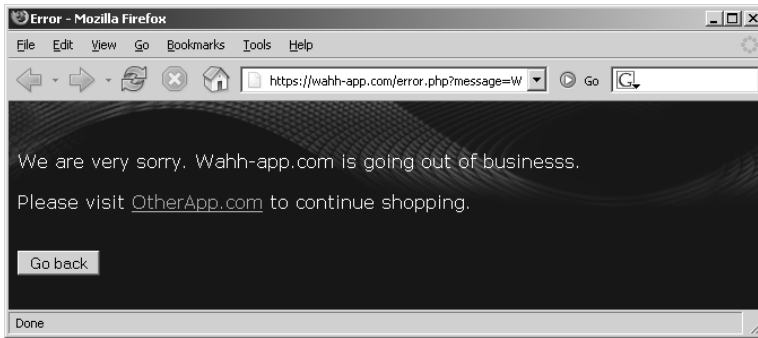 Error - Mozilla Firefox
File Edit View Go Bookmarks Tools Help
https://wahh-app.com/error.php?message=W Go G
We are very sorry. Wahh-app.com is going out of businesss.
Please visit OtherApp.com to continue shopping.
Go back
Done